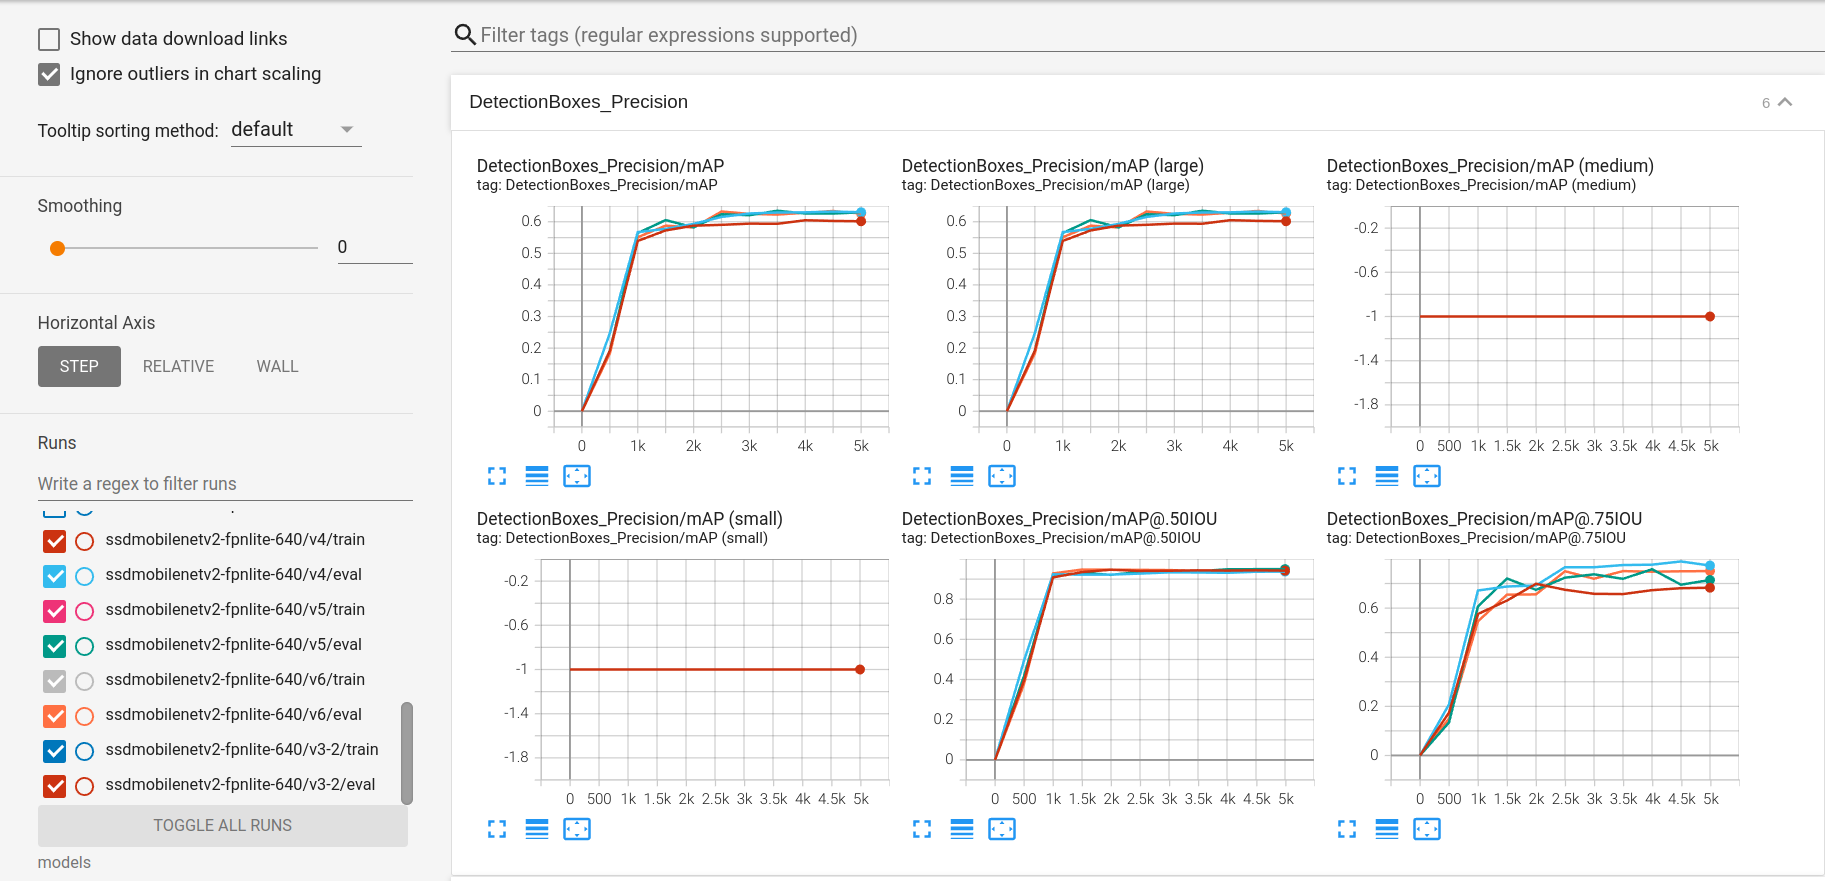 Show data download links
Ignore outliers in chart scaling
Tooltip sorting method: default
Smoothing
0
Horizontal Axis
STEP RELATIVE WALL
Runs
Write a regex to filter runs
ssdmobilenetv2-fpnlite-640/v4/train
ssdmobilenetv2-fpnlite-640/v4/eval
ssdmobilenetv2-fpnlite-640/v5/train
ssdmobilenetv2-fpnlite-640/v5/eval
ssdmobilenetv2-fpnlite-640/v6/train
ssdmobilenetv2-fpnlite-640/v6/eval
ssdmobilenetv2-fpnlite-640/v3-2/train
ssdmobilenetv2-fpnlite-640/v3-2/eval
TOGGLE ALL RUNS
models
Filter tags (regular expressions supported)
DetectionBoxes_Precision 6
DetectionBoxes_Precision/mAP
tag: DetectionBoxes_Precision/mAP
0.6
0.5
0.4
0.3
0.2
0.1
0
0 1k 2k 3k 4k 5k
DetectionBoxes_Precision/mAP (large)
tag: DetectionBoxes_Precision/mAP (large)
0.6
0.5
0.4
0.3
0.2
0.1
0
0 1k 2k 3k 4k 5k
DetectionBoxes_Precision/mAP (medium)
tag: DetectionBoxes_Precision/mAP (medium)
-0.2
-0.6
-1
-1.4
-1.8
0 500 1k 1.5k 2k 2.5k 3k 3.5k 4k 4.5k 5k
DetectionBoxes_Precision/mAP (small)
tag: DetectionBoxes_Precision/mAP (small)
-0.2
-0.6
-1
-1.4
-1.8
0 500 1k 1.5k 2k 2.5k 3k 3.5k 4k 4.5k 5k
DetectionBoxes_Precision/mAP@.50IOU
tag: DetectionBoxes_Precision/mAP@.50IOU
0.8
0.6
0.4
0.2
0
0 500 1k 1.5k 2k 2.5k 3k 3.5k 4k 4.5k 5k
DetectionBoxes_Precision/mAP@.75IOU
tag: DetectionBoxes_Precision/mAP@.75IOU
0.6
0.4
0.2
0
0 500 1k 1.5k 2k 2.5k 3k 3.5k 4k 4.5k 5k